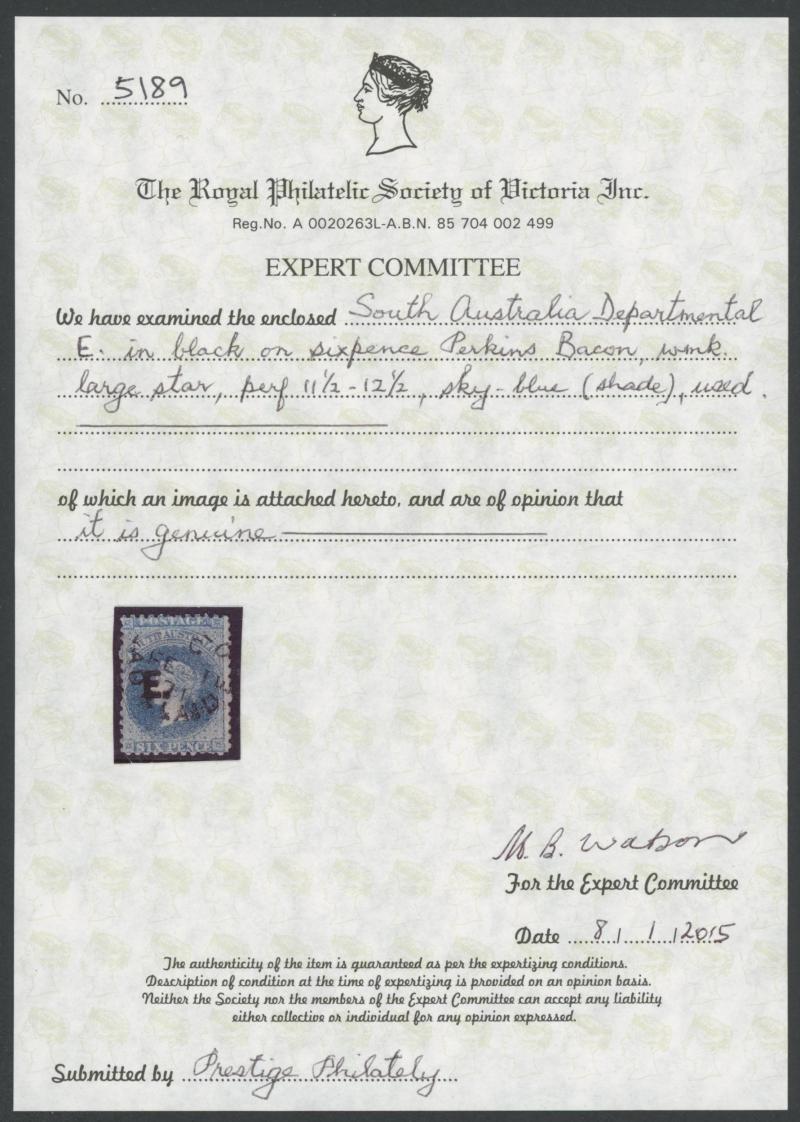 No. 5189
The Royal Philatelic Society of Victoria Inc.
Reg.No. A 0020263L-A.B.N. 85 704 002 499
EXPERT COMMITTEE
We have examined the enclosed South Australia Departmental
E. in black on sixpence Perkins Bacon, wmk.
large star, perf 11½-12½, sky-blue (shade), used.
of which an image is attached hereto, and are of opinion that
it is genuine
POSTAGE
SOUTH AUSTRALIA
E.
71
SIX PENCE
M. B. Watson
For the Expert Committee
Date 8/1/2015
The authenticity of the item is guaranteed as per the expertizing conditions.
Description of condition at the time of expertizing is provided on an opinion basis.
Neither the Society nor the members of the Expert Committee can accept any liability
either collective or individual for any opinion expressed.
Submitted by Prestige Philately